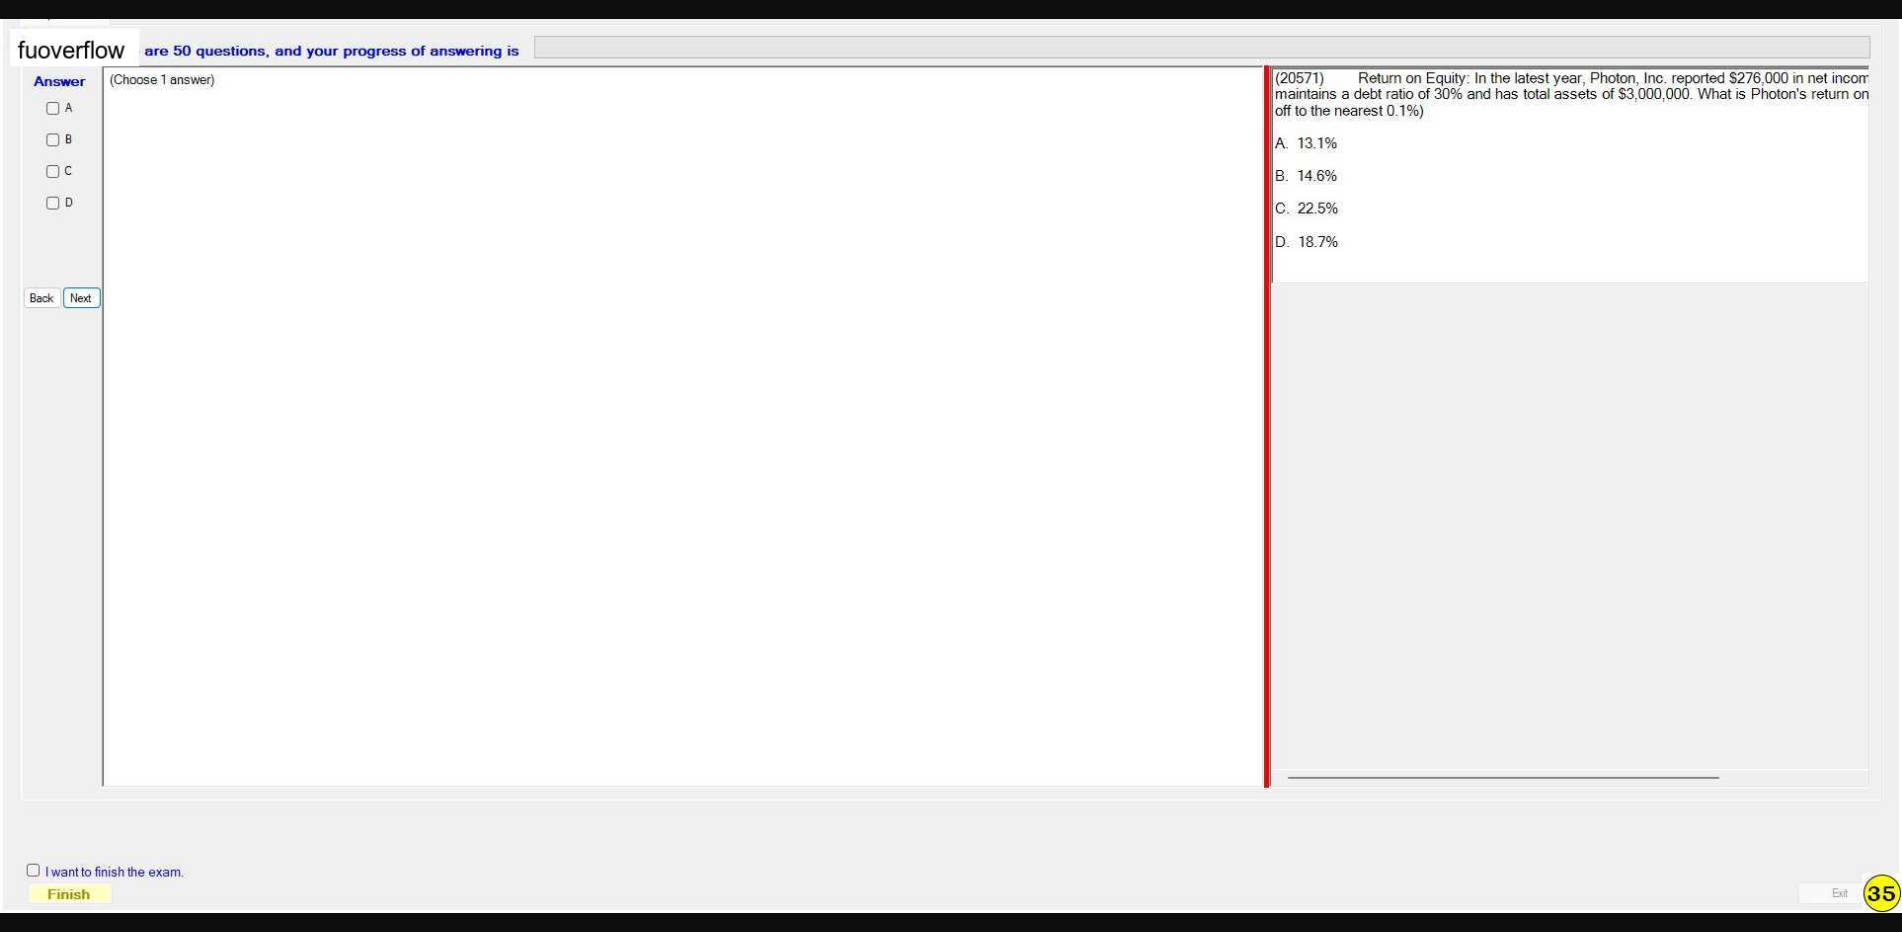 fuoverflow are 50 questions, and your progress of answering is
Answer
A
B
C
D
Back Next
(Choose 1 answer)
(20571) Return on Equity: In the latest year, Photon, Inc. reported $276,000 in net incom
maintains a debt ratio of 30% and has total assets of $3,000,000. What is Photon's return on
off to the nearest 0.1%)
A. 13.1%
B. 14.6%
C. 22.5%
D. 18.7%
I want to finish the exam.
Finish
Exit 35